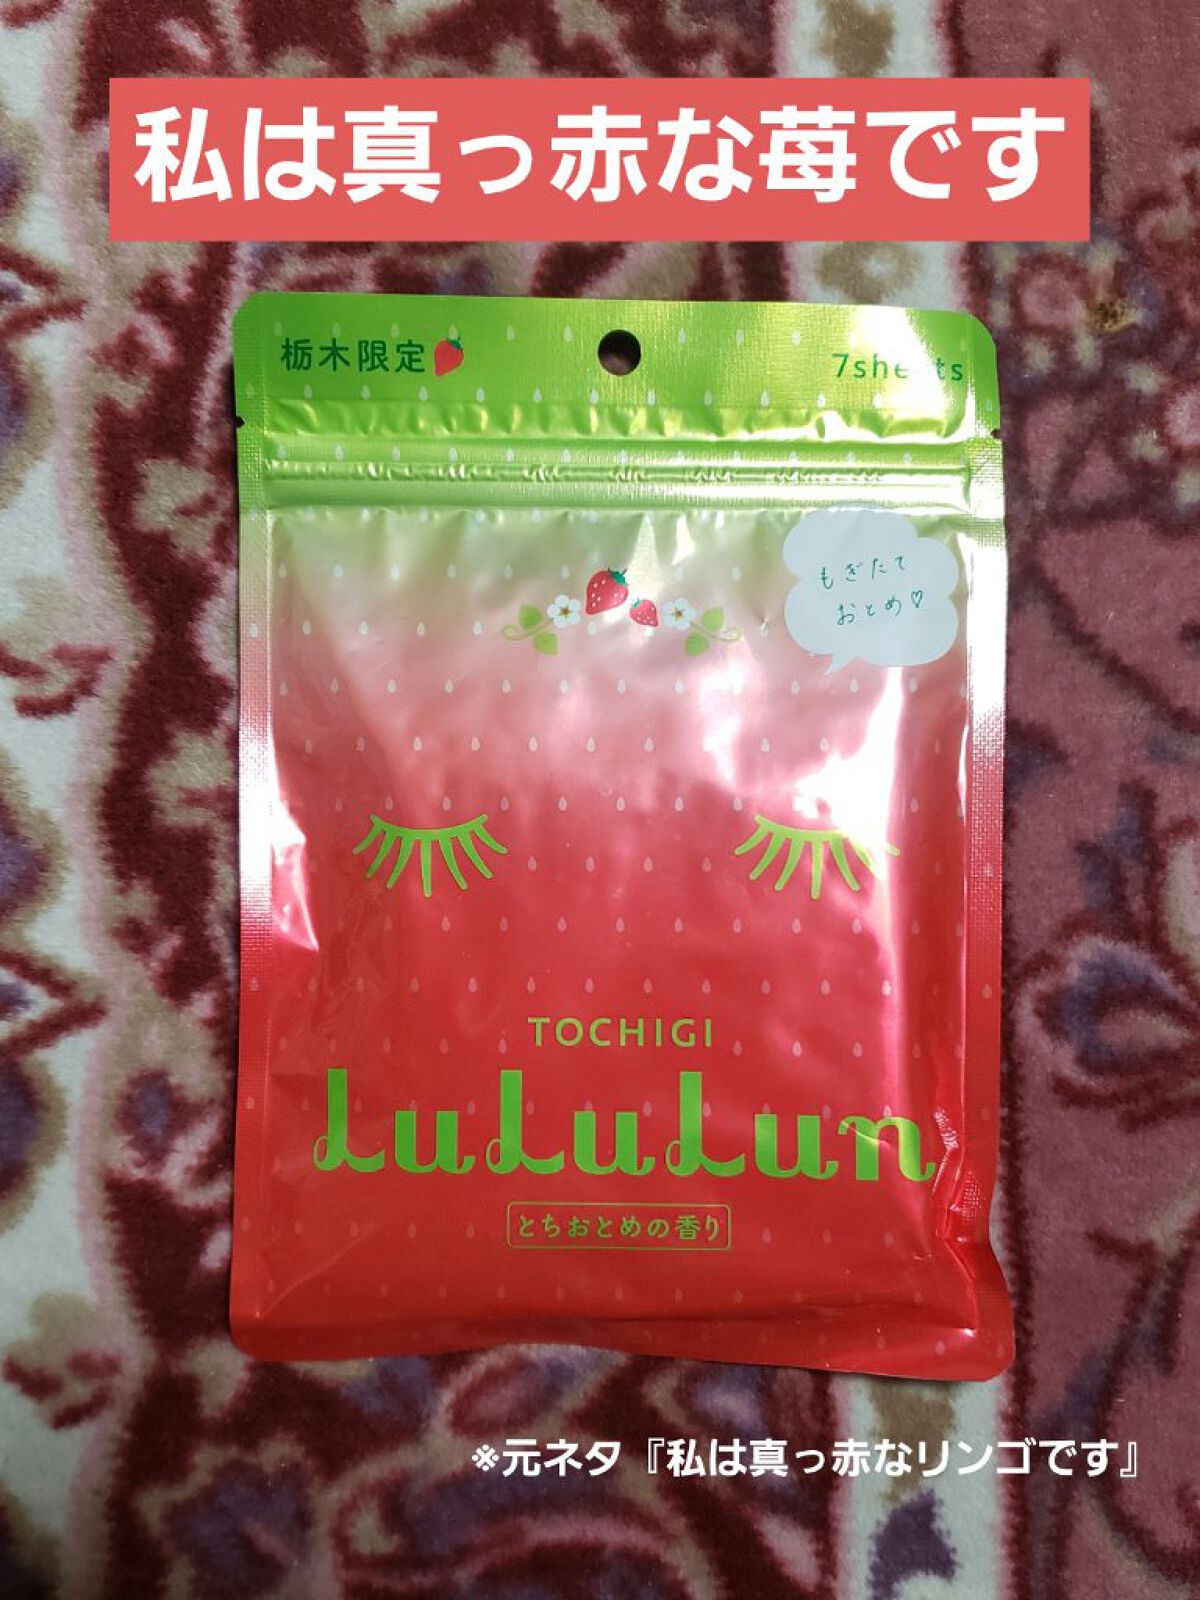 私は真っ赤な苺です
栃木限定
7sheets
もぎたて
おとめ♡
TOCHIGI
LuLuLun
とちおとめの香り
※元ネタ『私は真っ赤なリンゴです』